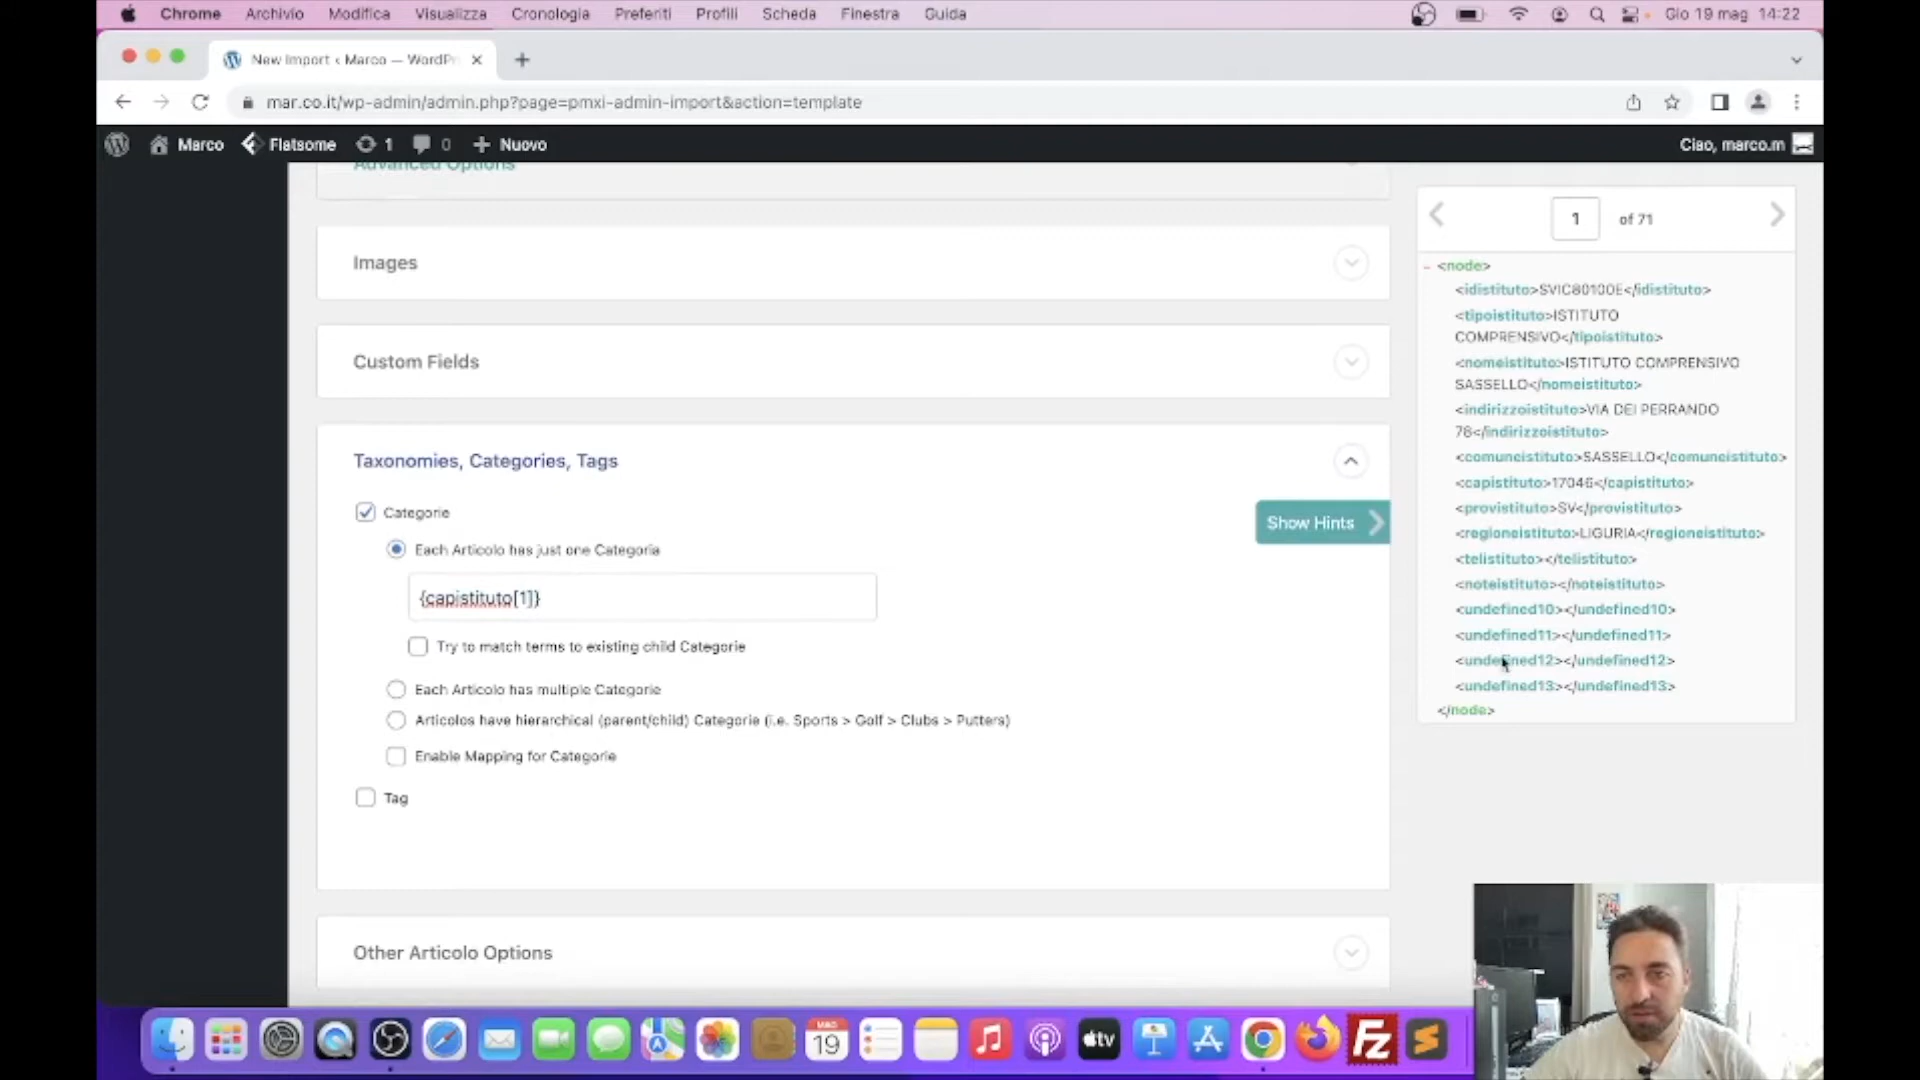 Chrome Archivio Modifica Visualizza Cronologia Preferiti Profili Scheda Finestra Guida Gio 19 mag 14:22
New Import ‹ Marco — WordPr
mar.co.it/wp-admin/admin.php?page=pmxi-admin-import&action=template
Marco Flatsome 1 0 Nuovo Ciao, marco.m
Advanced Options
Images
Custom Fields
Taxonomies, Categories, Tags
Categorie
Each Articolo has just one Categoria
{capistituto[1]}
Try to match terms to existing child Categorie
Each Articolo has multiple Categorie
Articolos have hierarchical (parent/child) Categorie (i.e. Sports > Golf > Clubs > Putters)
Enable Mapping for Categorie
Tag
Show Hints
Other Articolo Options
1 of 71
– <node>
<idistituto>SVIC80100E</idistituto>
<tipoistituto>ISTITUTO
COMPRENSIVO</tipoistituto>
<nomeistituto>ISTITUTO COMPRENSIVO
SASSELLO</nomeistituto>
<indirizzoistituto>VIA DEI PERRANDO
78</indirizzoistituto>
<comuneistituto>SASSELLO</comuneistituto>
<capistituto>17046</capistituto>
<provistituto>SV</provistituto>
<regioneistituto>LIGURIA</regioneistituto>
<telistituto></telistituto>
<noteistituto></noteistituto>
<undefined10></undefined10>
<undefined11></undefined11>
<undefined12></undefined12>
<undefined13></undefined13>
</node>
MAG
19
tv
Fz